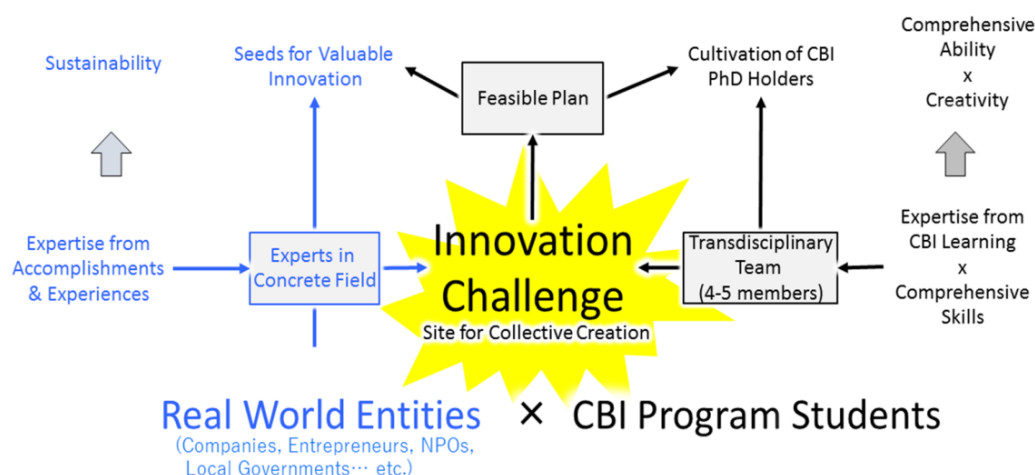 Sustainability
Seeds for Valuable
Innovation
Feasible Plan
Cultivation of CBI
PhD Holders
Comprehensive
Ability
x
Creativity
Expertise from
Accomplishments
& Experiences
Experts in
Concrete Field
Innovation
Challenge
Site for Collective Creation
Transdisciplinary
Team
(4-5 members)
Expertise from
CBI Learning
x
Comprehensive
Skills
Real World Entities × CBI Program Students
(Companies, Entrepreneurs, NPOs,
Local Governments… etc.)